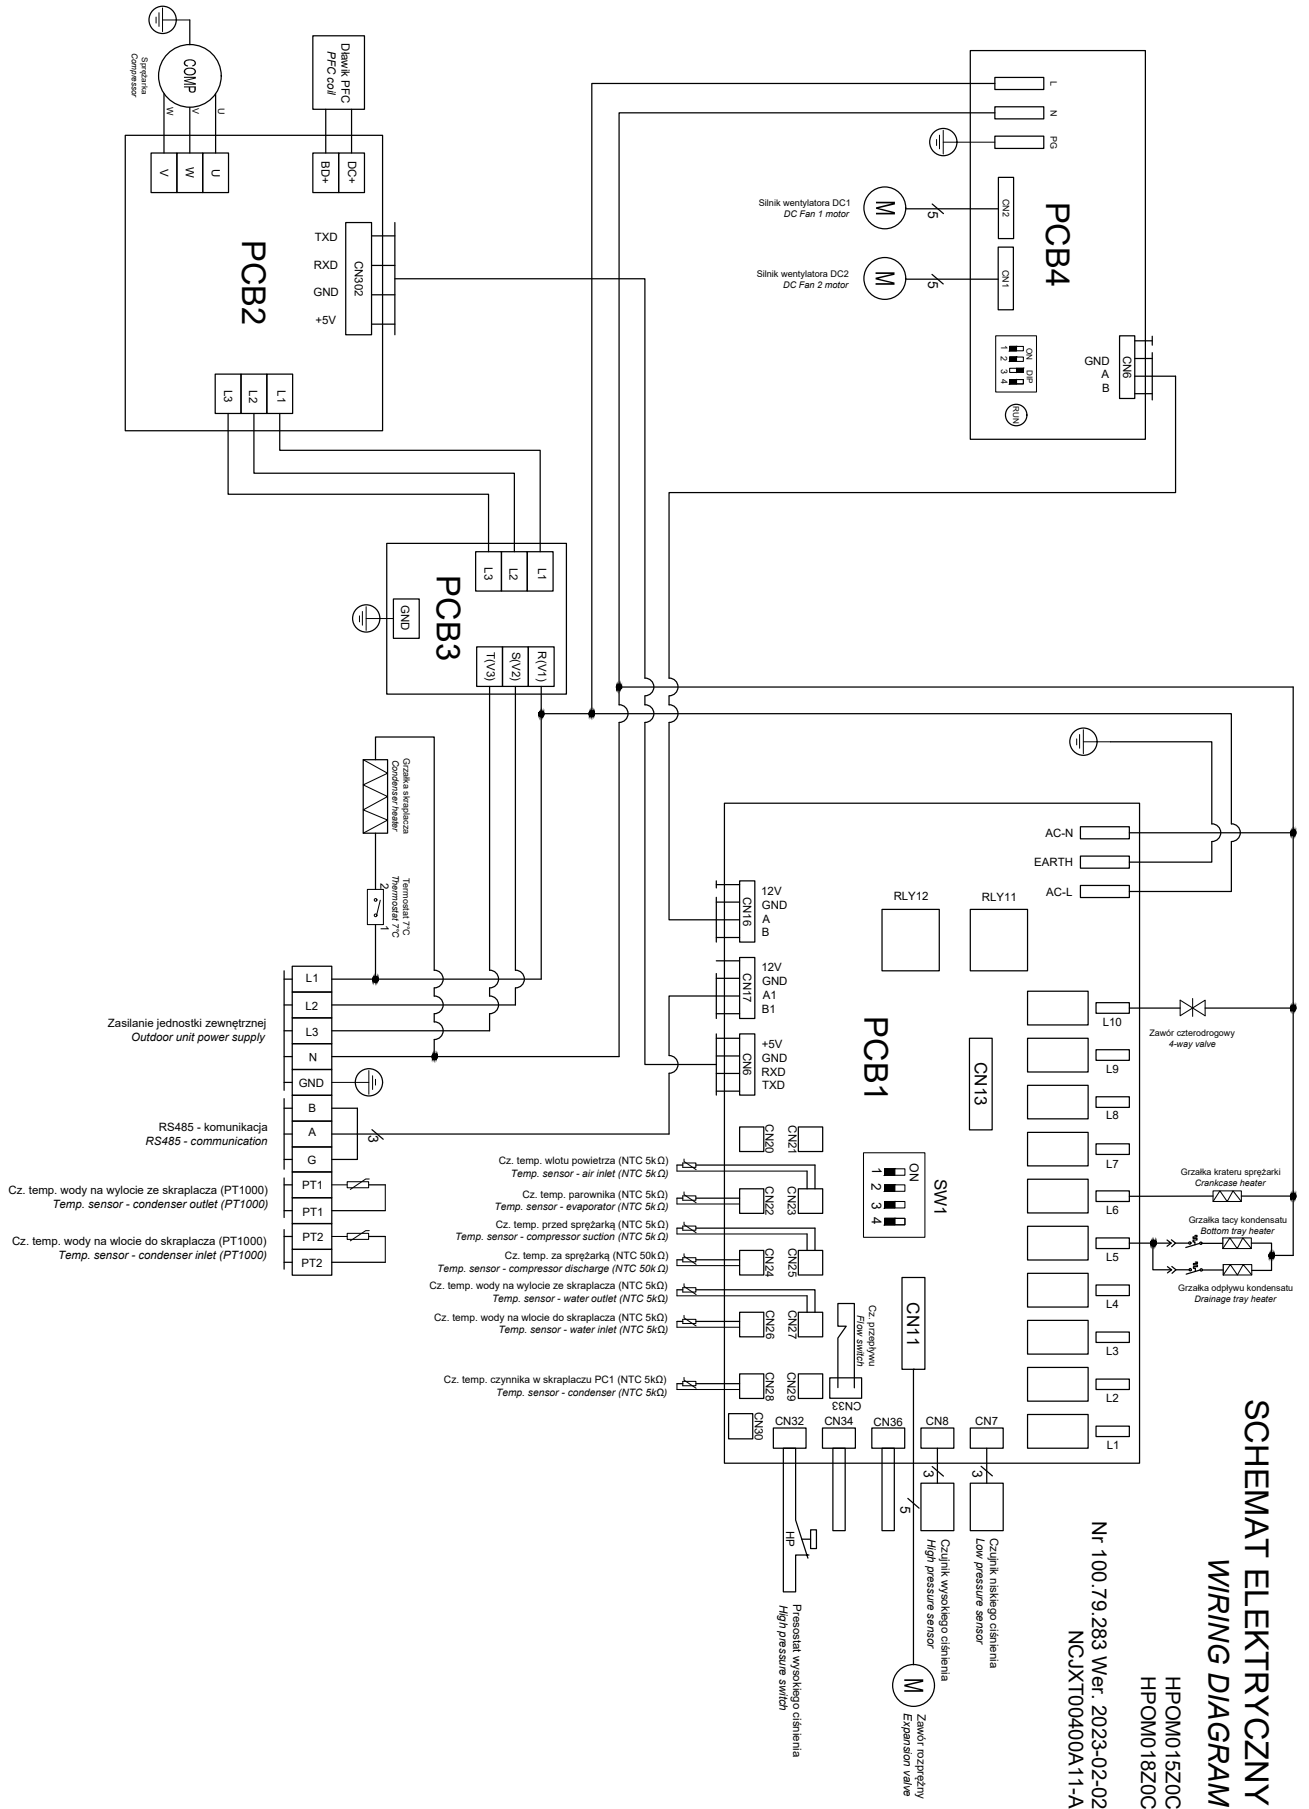 SCHEMAT ELEKTRYCZNY
WIRING DIAGRAM
HPOM015Z0C
HPOM018Z0C
Nr 100.79.283 Wer. 2023-02-02
NCJXT00400A11-A
Sprężarka
Compressor
COMP
U
V
W
Dławik PFC
PFC coil
DC+
BD+
V
W
U
PCB2
TXD
RXD
GND
+5V
CN302
L3
L2
L1
PCB4
L
N
PG
CN2
CN1
Silnik wentylatora DC1
DC Fan 1 motor
M
5
Silnik wentylatora DC2
DC Fan 2 motor
M
5
ON DIP
1 2 3 4
RUN
GND
A
B
CN6
PCB3
L3
L2
L1
GND
T(V3)
S(V2)
R(V1)
Grzałka skraplacza
Condenser heater
Termostat 7°C
Thermostat 7°C
2
1
Zasilanie jednostki zewnętrznej
Outdoor unit power supply
L1
L2
L3
N
GND
RS485 - komunikacja
RS485 - communication
B
A
G
3
Cz. temp. wody na wylocie ze skraplacza (PT1000)
Temp. sensor - condenser outlet (PT1000)
PT1
PT1
Cz. temp. wody na wlocie do skraplacza (PT1000)
Temp. sensor - condenser inlet (PT1000)
PT2
PT2
PCB1
AC-N
EARTH
AC-L
RLY12
RLY11
12V
GND
A
B
CN16
12V
GND
A1
B1
CN17
+5V
GND
RXD
TXD
CN6
CN13
SW1
ON
1 2 3 4
CN11
L10
L9
L8
L7
L6
L5
L4
L3
L2
L1
Zawór czterodrogowy
4-way valve
Grzałka krateru sprężarki
Crankcase heater
Grzałka tacy kondensatu
Bottom tray heater
Grzałka odpływu kondensatu
Drainage tray heater
CN20
CN21
Cz. temp. wlotu powietrza (NTC 5kΩ)
Temp. sensor - air inlet (NTC 5kΩ)
Cz. temp. parownika (NTC 5kΩ)
Temp. sensor - evaporator (NTC 5kΩ)
CN22
CN23
Cz. temp. przed sprężarką (NTC 5kΩ)
Temp. sensor - compressor suction (NTC 5kΩ)
Cz. temp. za sprężarką (NTC 50kΩ)
Temp. sensor - compressor discharge (NTC 50kΩ)
CN24
CN25
Cz. temp. wody na wylocie ze skraplacza (NTC 5kΩ)
Temp. sensor - water outlet (NTC 5kΩ)
Cz. temp. wody na wlocie do skraplacza (NTC 5kΩ)
Temp. sensor - water inlet (NTC 5kΩ)
CN26
CN27
Cz. temp. czynnika w skraplaczu PC1 (NTC 5kΩ)
Temp. sensor - condenser (NTC 5kΩ)
CN28
CN29
CN30
Cz. przepływu
Flow switch
CN33
CN32
CN34
CN36
CN8
CN7
3
3
5
HP
Presostat wysokiego ciśnienia
High pressure switch
Czujnik wysokiego ciśnienia
High pressure sensor
Czujnik niskiego ciśnienia
Low pressure sensor
M
Zawór rozprężny
Expansion valve